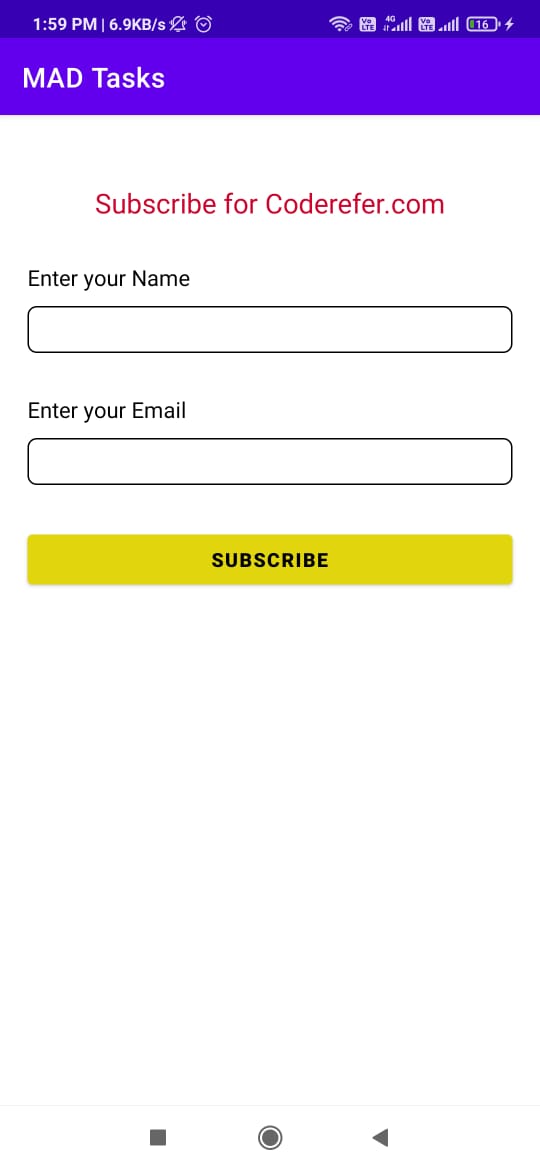 1:59 PM | 6.9KB/s Vo LTE 4G Vo LTE 16
MAD Tasks
Subscribe for Coderefer.com
Enter your Name
Enter your Email
SUBSCRIBE